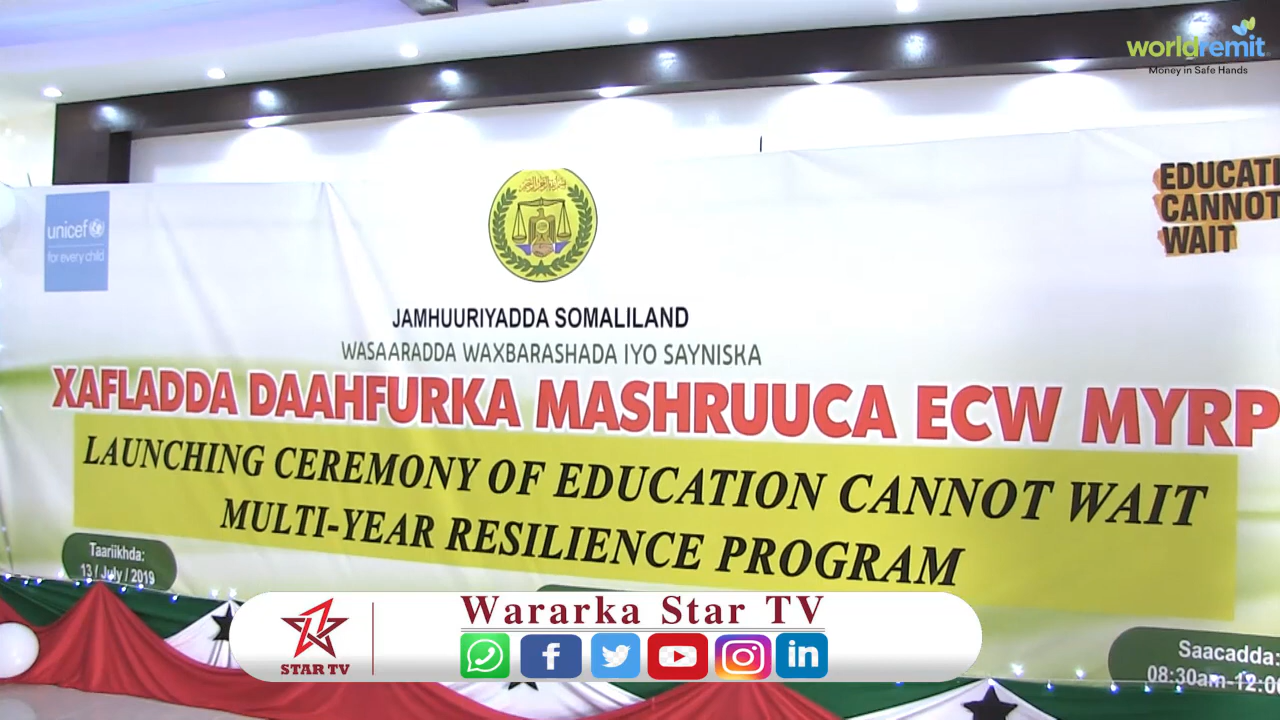 worldremit
Money in Safe Hands
unicef
for every child
EDUCATI
CANNOT
WAIT
JAMHUURIYADDA SOMALILAND
WASAARADDA WAXBARASHADA IYO SAYNISKA
XAFLADDA DAAHFURKA MASHRUUCA ECW MYRP
LAUNCHING CEREMONY OF EDUCATION CANNOT WAIT
MULTI-YEAR RESILIENCE PROGRAM
Taariikhda:
13 / July / 2019
Saacadda:
08:30am-12:0
Wararka Star TV
STAR TV